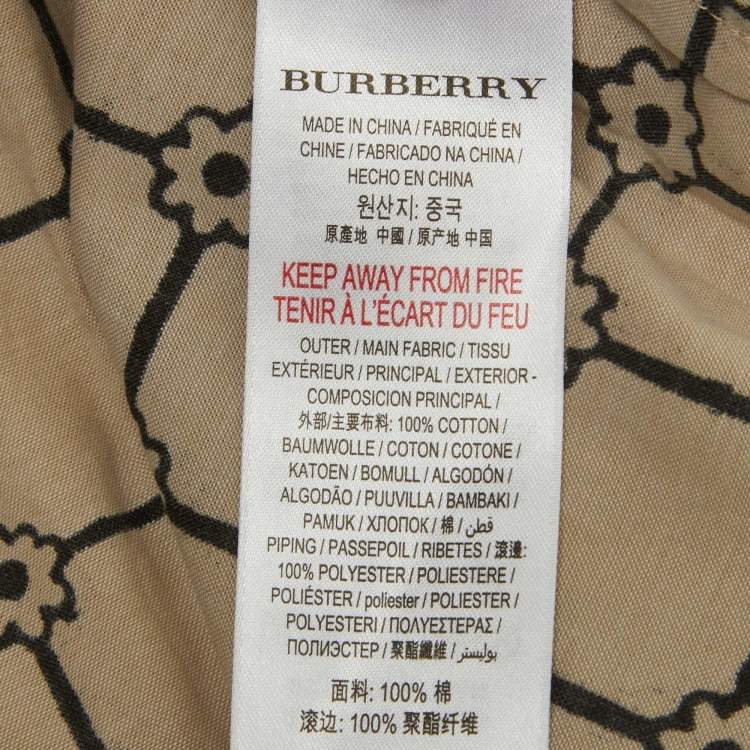 BURBERRY
MADE IN CHINA / FABRIQUÉ EN
CHINE / FABRICADO NA CHINA /
HECHO EN CHINA
원산지: 중국
原產地 中國 / 原产地 中国
KEEP AWAY FROM FIRE
TENIR À L'ÉCART DU FEU
OUTER / MAIN FABRIC / TISSU
EXTÉRIEUR / PRINCIPAL / EXTERIOR -
COMPOSICION PRINCIPAL /
外部/主要布料: 100% COTTON /
BAUMWOLLE / COTON / COTONE /
KATOEN / BOMULL / ALGODÓN /
ALGODÃO / PUUVILLA / BAMBAKI /
PAMUK / ХЛОПОК / 棉 / قطن /
PIPING / PASSEPOIL / RIBETES / 滾邊:
100% POLYESTER / POLIESTERE /
POLIÉSTER / poliester / POLIESTER /
POLYESTERI / ΠΟΛΥΕΣΤΕΡΑΣ /
ПОЛИЭСТЕР / 聚酯纖維 / بوليستر /
面料: 100% 棉
滚边: 100% 聚酯纤维